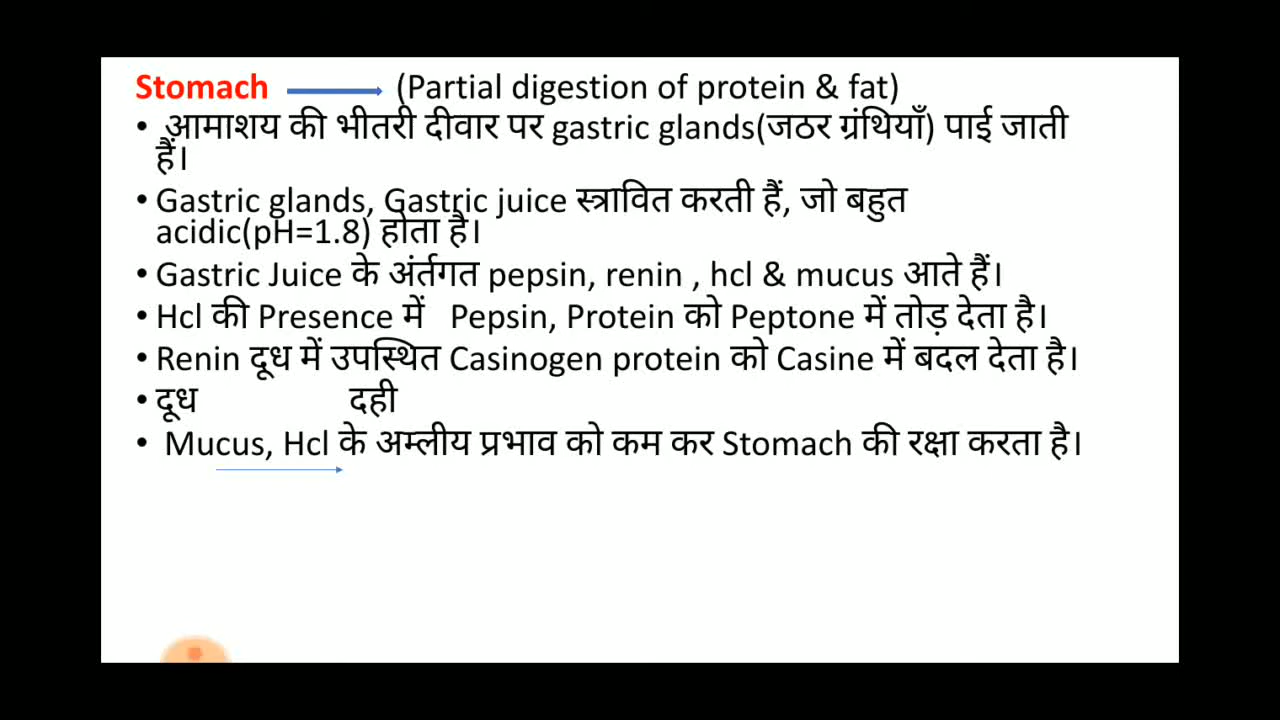 Stomach (Partial digestion of protein & fat)
• आमाशय की भीतरी दीवार पर gastric glands(जठर ग्रंथियाँ) पाई जाती
हैं।
• Gastric glands, Gastric juice स्त्रावित करती हैं, जो बहुत
acidic(pH=1.8) होता है।
• Gastric Juice के अंर्तगत pepsin, renin , hcl & mucus आते हैं।
• Hcl की Presence में Pepsin, Protein को Peptone में तोड़ देता है।
• Renin दूध में उपस्थित Casinogen protein को Casine में बदल देता है।
• दूध दही
• Mucus, Hcl के अम्लीय प्रभाव को कम कर Stomach की रक्षा करता है।